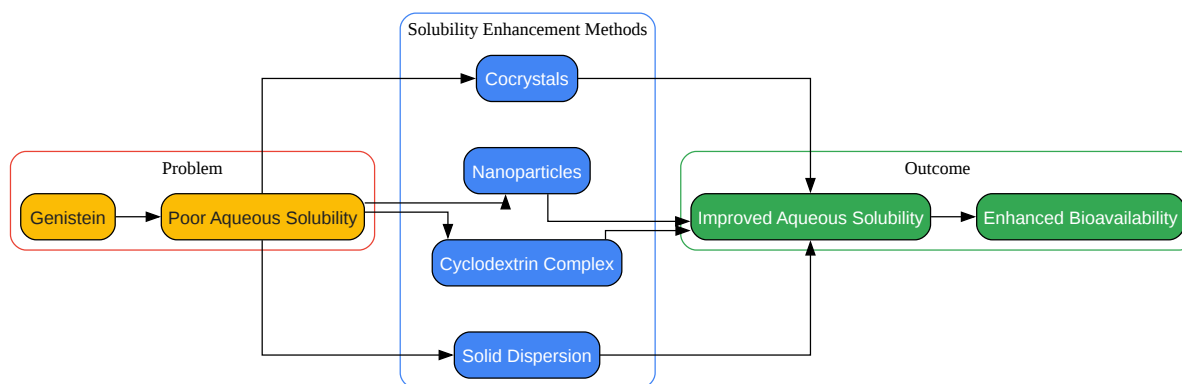 Solubility Enhancement Methods
Cocrystals
Problem
Genistein
Poor Aqueous Solubility
Nanoparticles
Cyclodextrin Complex
Solid Dispersion
Outcome
Improved Aqueous Solubility
Enhanced Bioavailability